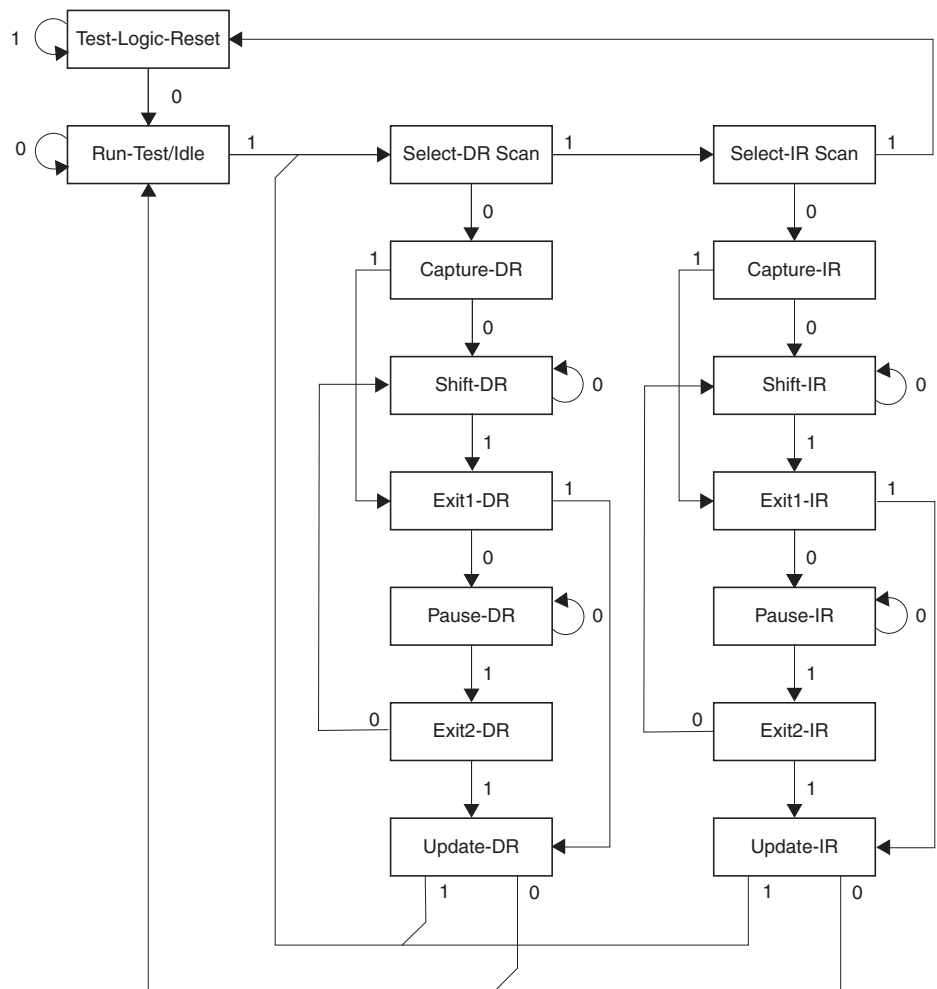 1
Test-Logic-Reset
0
0
Run-Test/Idle
1
Select-DR Scan
1
Select-IR Scan
1
0
0
1
Capture-DR
1
Capture-IR
0
0
Shift-DR
0
Shift-IR
0
1
1
Exit1-DR
1
Exit1-IR
1
0
0
Pause-DR
0
Pause-IR
0
1
1
0
Exit2-DR
0
Exit2-IR
1
1
Update-DR
Update-IR
1
0
1
0